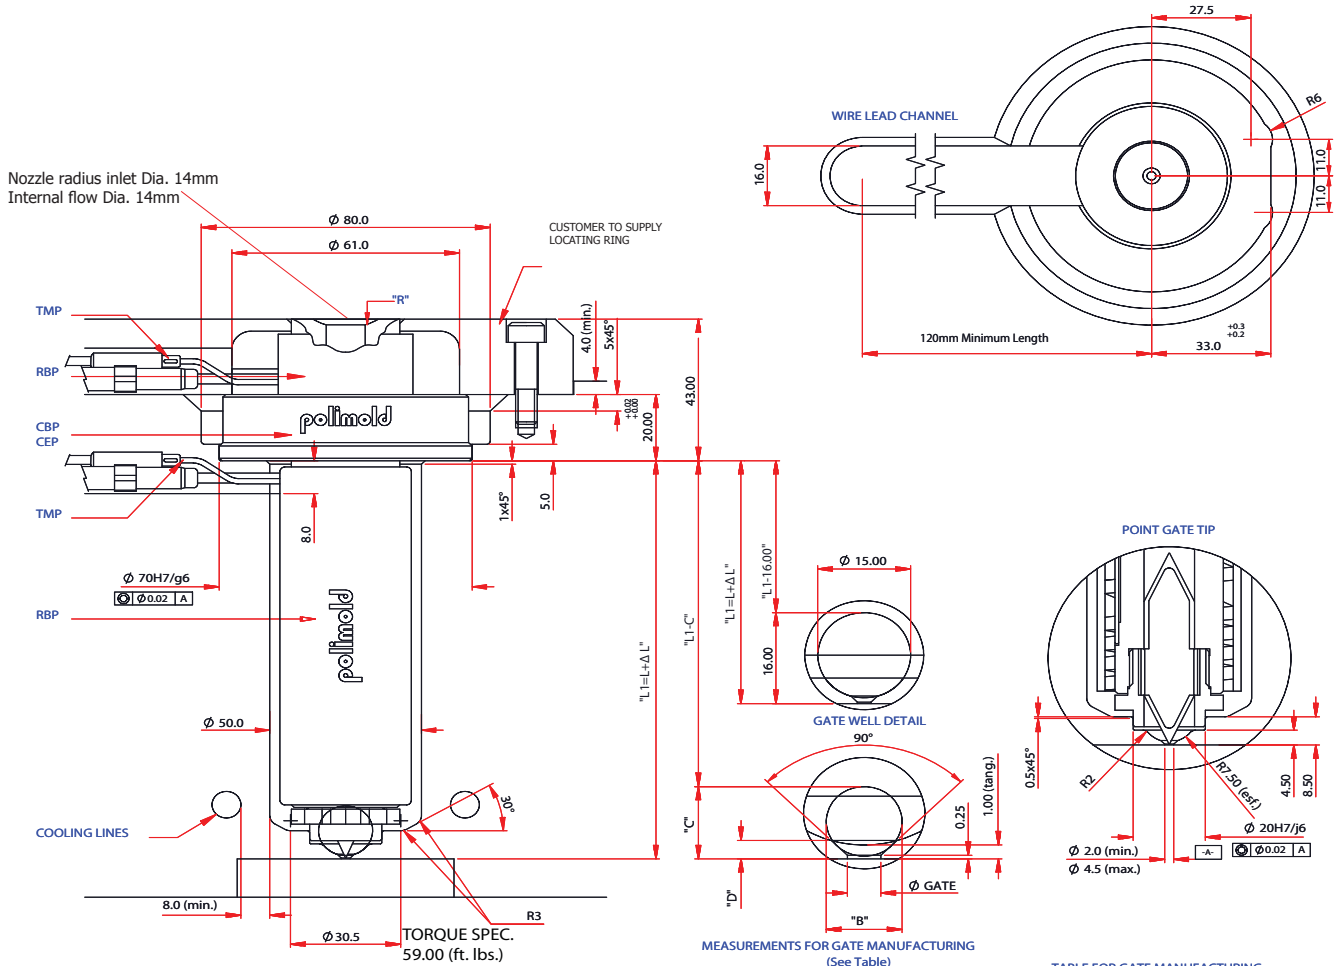 27.5
WIRE LEAD CHANNEL
R6
16.0
11.0
11.0
120mm Minimum Length
+0.3
+0.2
33.0
Nozzle radius inlet Dia. 14mm
Internal flow Dia. 14mm
Ø 80.0
Ø 61.0
CUSTOMER TO SUPPLY
LOCATING RING
"R"
TMP
RBP
CBP
CEP
TMP
RBP
polimold
polimold
4.0 (min.)
5x45°
43.00
20.00
+0.02
+0.00
1x45°
5.0
8.0
Ø 70H7/g6
Ø 0.02 A
Ø 50.0
30°
COOLING LINES
8.0 (min.)
Ø 30.5
R3
TORQUE SPEC.
59.00 (ft. lbs.)
"L1=L+Δ L"
"L1-C"
"L1=L+Δ L"
"L1-16.00"
16.00
Ø 15.00
GATE WELL DETAIL
90°
"C"
"D"
0.25
1.00 (tang.)
Ø GATE
"B"
MEASUREMENTS FOR GATE MANUFACTURING
(See Table)
POINT GATE TIP
0.5x45°
R2
R7.50 (esf.)
4.50
8.50
Ø 20H7/j6
Ø 2.0 (min.)
Ø 4.5 (max.)
-A-
Ø 0.02 A
TABLE FOR GATE MANUFACTURING